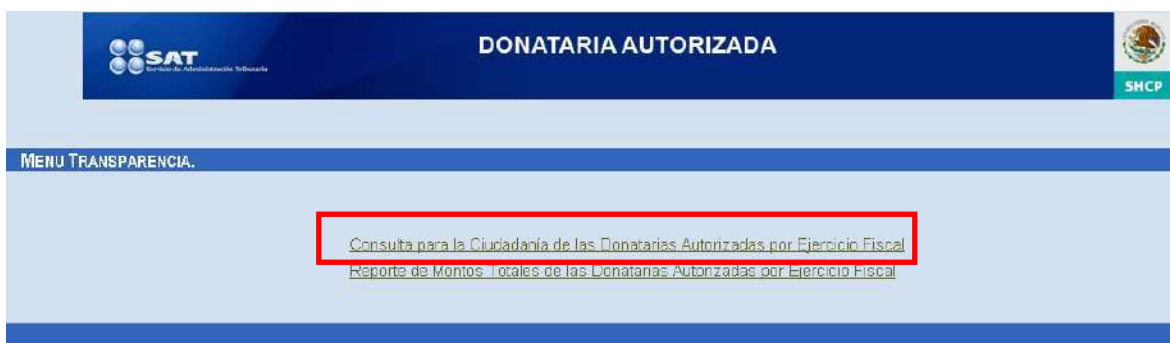 SAT
Servicio de Administración Tributaria
DONATARIA AUTORIZADA
SHCP
MENU TRANSPARENCIA.
Consulta para la Ciudadanía de las Donatarias Autorizadas por Ejercicio Fiscal
Reporte de Montos Totales de las Donatarias Autorizadas por Ejercicio Fiscal